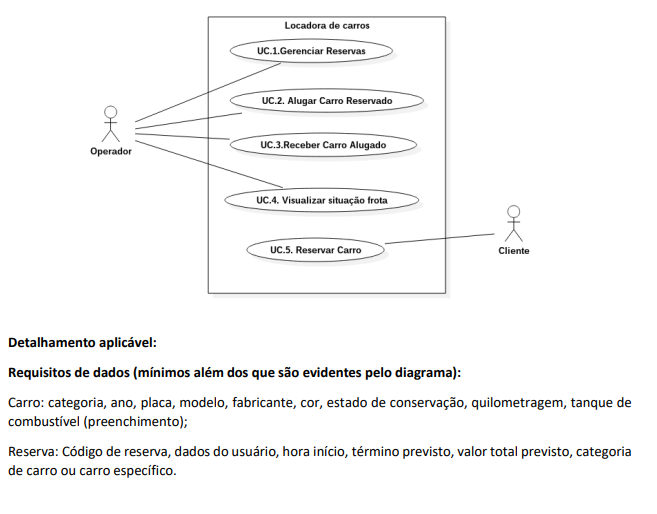 Locadora de carros
UC.1.Gerenciar Reservas
UC.2. Alugar Carro Reservado
UC.3.Receber Carro Alugado
Operador
UC.4. Visualizar situação frota
UC.5. Reservar Carro
Cliente
Detalhamento aplicável:
Requisitos de dados (mínimos além dos que são evidentes pelo diagrama):
Carro: categoria, ano, placa, modelo, fabricante, cor, estado de conservação, quilometragem, tanque de
combustível (preenchimento);
Reserva: Código de reserva, dados do usuário, hora início, término previsto, valor total previsto, categoria
de carro ou carro específico.